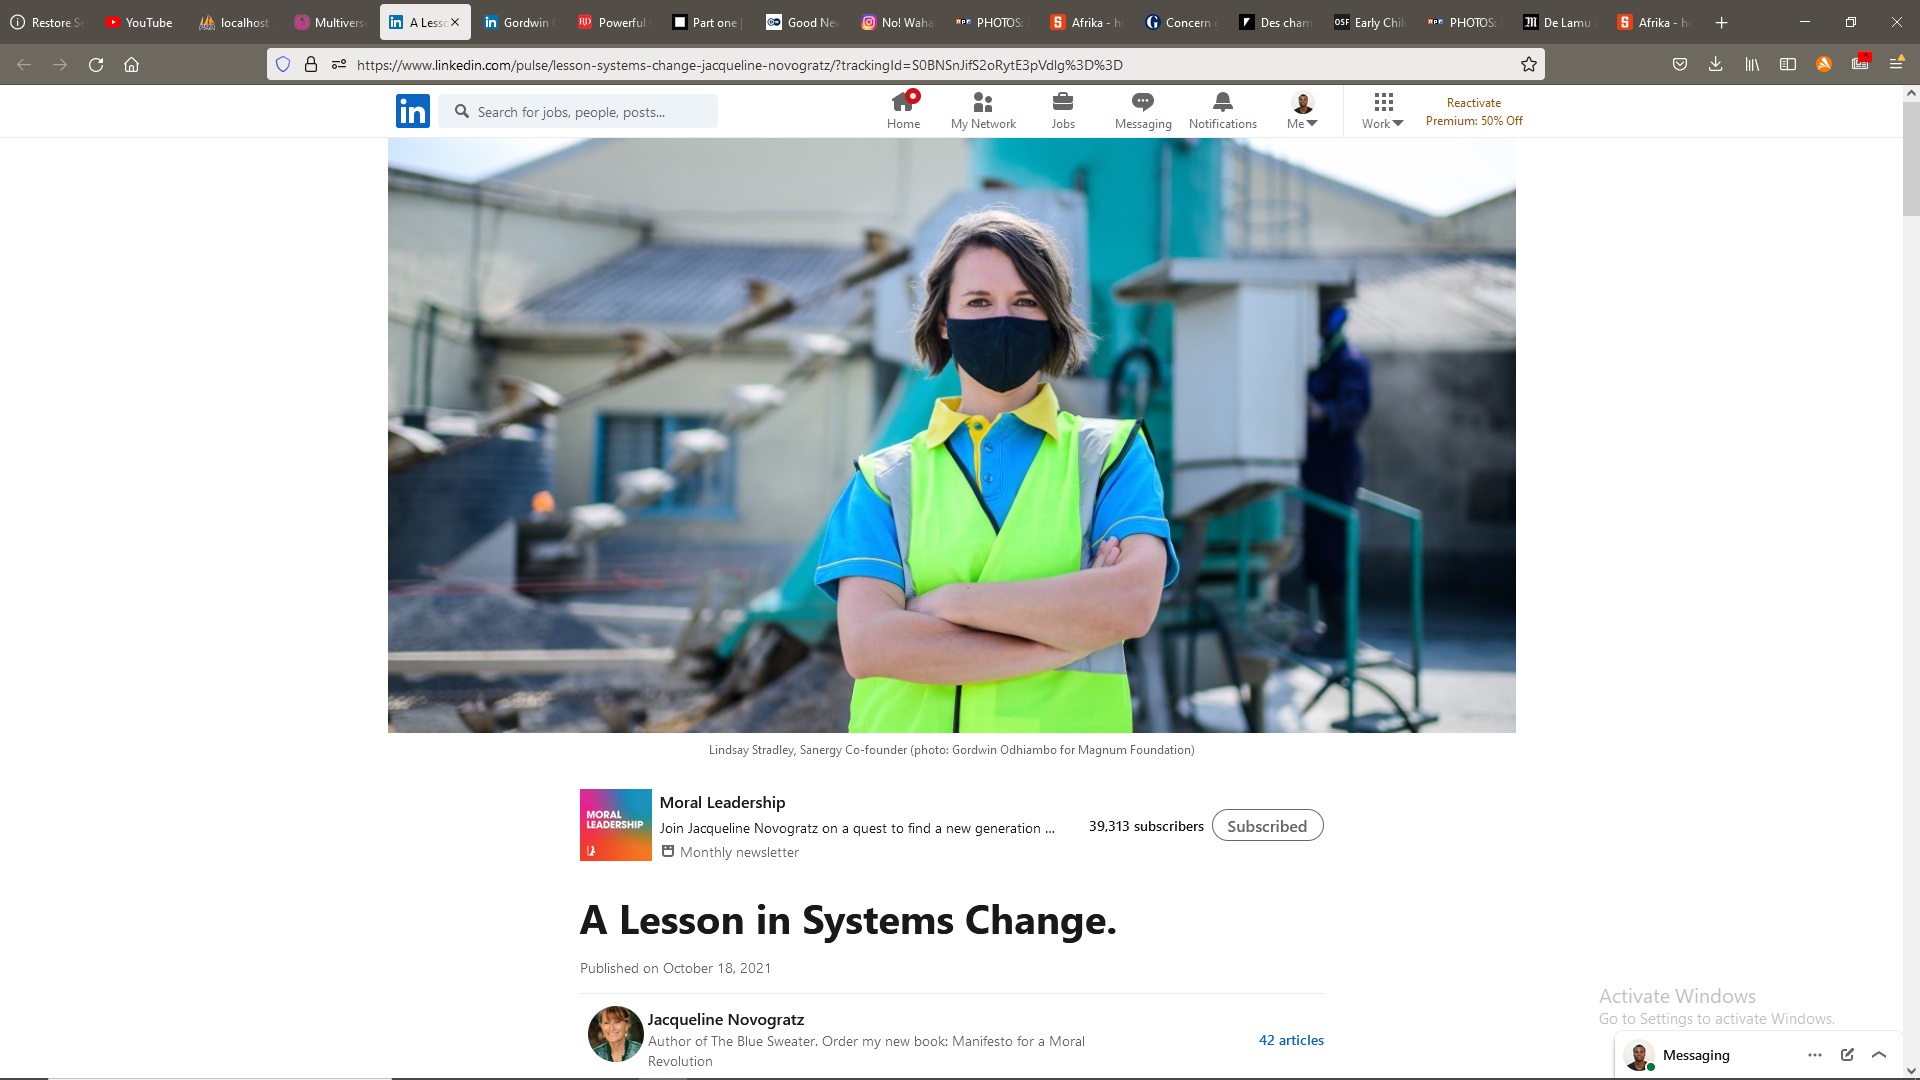 Restore S
YouTube
localhost
Multivers
A Less
Gordwin
Powerful
Part one
Good Ne
No! Waha
PHOTOS:
Afrika - h
Concern
Des cham
OSF
Early Chil
PHOTOS:
De Lamu
Afrika - h
https://www.linkedin.com/pulse/lesson-systems-change-jacqueline-novogratz/?trackingId=S0BNSnJifS2oRytE3pVdlg%3D%3D
in
Search for jobs, people, posts...
Home
My Network
Jobs
Messaging
Notifications
Me
Work
Reactivate
Premium: 50% Off
Lindsay Stradley, Sanergy Co-founder (photo: Gordwin Odhiambo for Magnum Foundation)
MORAL
LEADERSHIP
Moral Leadership
Join Jacqueline Novogratz on a quest to find a new generation ...
Monthly newsletter
39,313 subscribers
Subscribed
A Lesson in Systems Change.
Published on October 18, 2021
Jacqueline Novogratz
Author of The Blue Sweater. Order my new book: Manifesto for a Moral
Revolution
42 articles
Activate Windows
Go to Settings to activate Windows.
Messaging